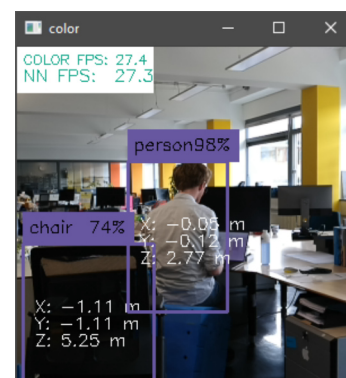 color
COLOR FPS: 27.4
NN FPS: 27.3
person98%
X: -0.05 m
Y: -0.12 m
Z: 2.77 m
chair 74%
X: -1.11 m
Y: -1.11 m
Z: 5.25 m